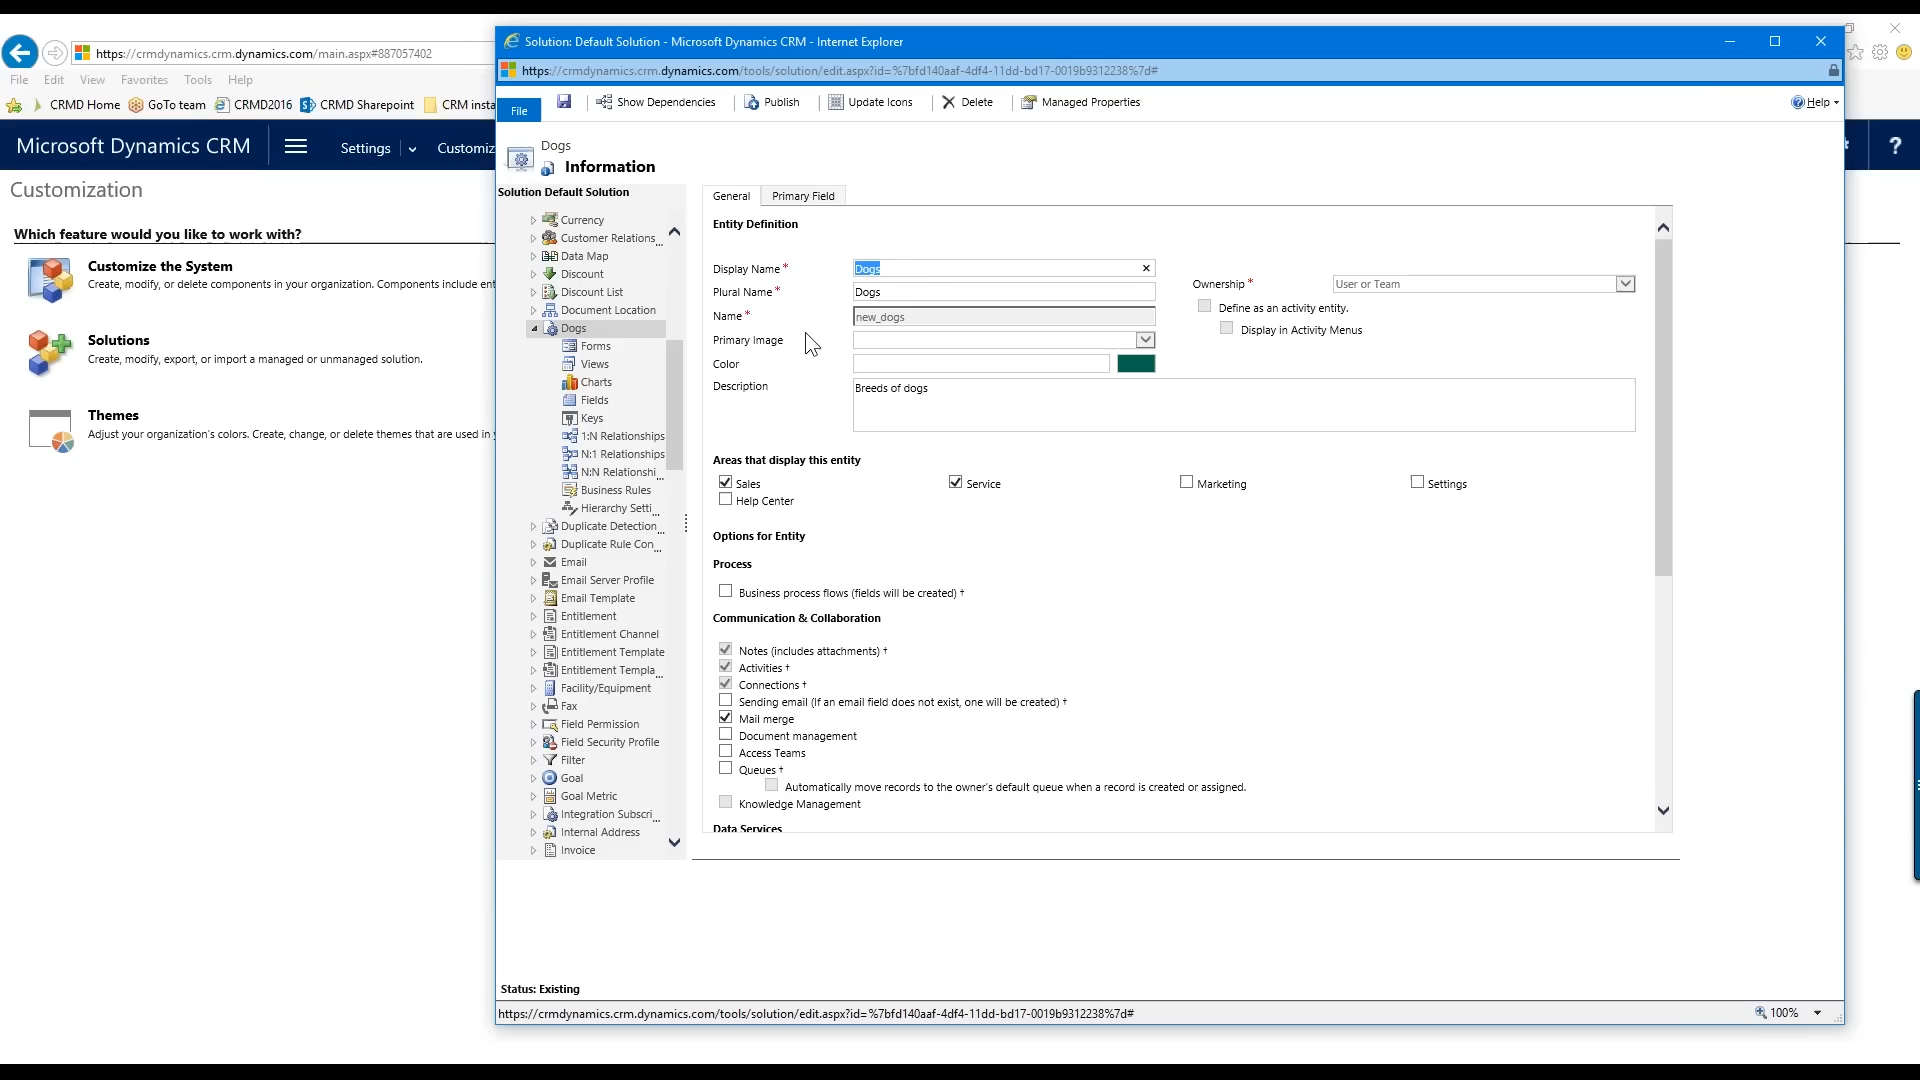 Solution: Default Solution - Microsoft Dynamics CRM - Internet Explorer
https://crmdynamics.crm.dynamics.com/main.aspx#887057402
https://crmdynamics.crm.dynamics.com/tools/solution/edit.aspx?id=%7bfd140aaf-4df4-11dd-bd17-0019b9312238%7d#
File Edit View Favorites Tools Help
CRMD Home GoTo team CRMD2016 CRMD Sharepoint CRM insta
File Show Dependencies Publish Update Icons Delete Managed Properties Help
Microsoft Dynamics CRM Settings Customiz ?
Customization
Which feature would you like to work with?
Customize the System
Create, modify, or delete components in your organization. Components include ent
Solutions
Create, modify, export, or import a managed or unmanaged solution.
Themes
Adjust your organization's colors. Create, change, or delete themes that are used in y
Dogs
Information
Solution Default Solution
Currency
Customer Relations...
Data Map
Discount
Discount List
Document Location
Dogs
Forms
Views
Charts
Fields
Keys
1:N Relationships
N:1 Relationships
N:N Relationshi...
Business Rules
Hierarchy Setti...
Duplicate Detection...
Duplicate Rule Con...
Email
Email Server Profile
Email Template
Entitlement
Entitlement Channel
Entitlement Template
Entitlement Templa...
Facility/Equipment
Fax
Field Permission
Field Security Profile
Filter
Goal
Goal Metric
Integration Subscri...
Internal Address
Invoice
General Primary Field
Entity Definition
Display Name * Dogs
Plural Name * Dogs
Name * new_dogs
Primary Image
Color
Description Breeds of dogs
Ownership * User or Team
Define as an activity entity.
Display in Activity Menus
Areas that display this entity
Sales Service Marketing Settings
Help Center
Options for Entity
Process
Business process flows (fields will be created) †
Communication & Collaboration
Notes (includes attachments) †
Activities †
Connections †
Sending email (If an email field does not exist, one will be created) †
Mail merge
Document management
Access Teams
Queues †
Automatically move records to the owner's default queue when a record is created or assigned.
Knowledge Management
Data Services
Status: Existing
https://crmdynamics.crm.dynamics.com/tools/solution/edit.aspx?id=%7bfd140aaf-4df4-11dd-bd17-0019b9312238%7d#
100%